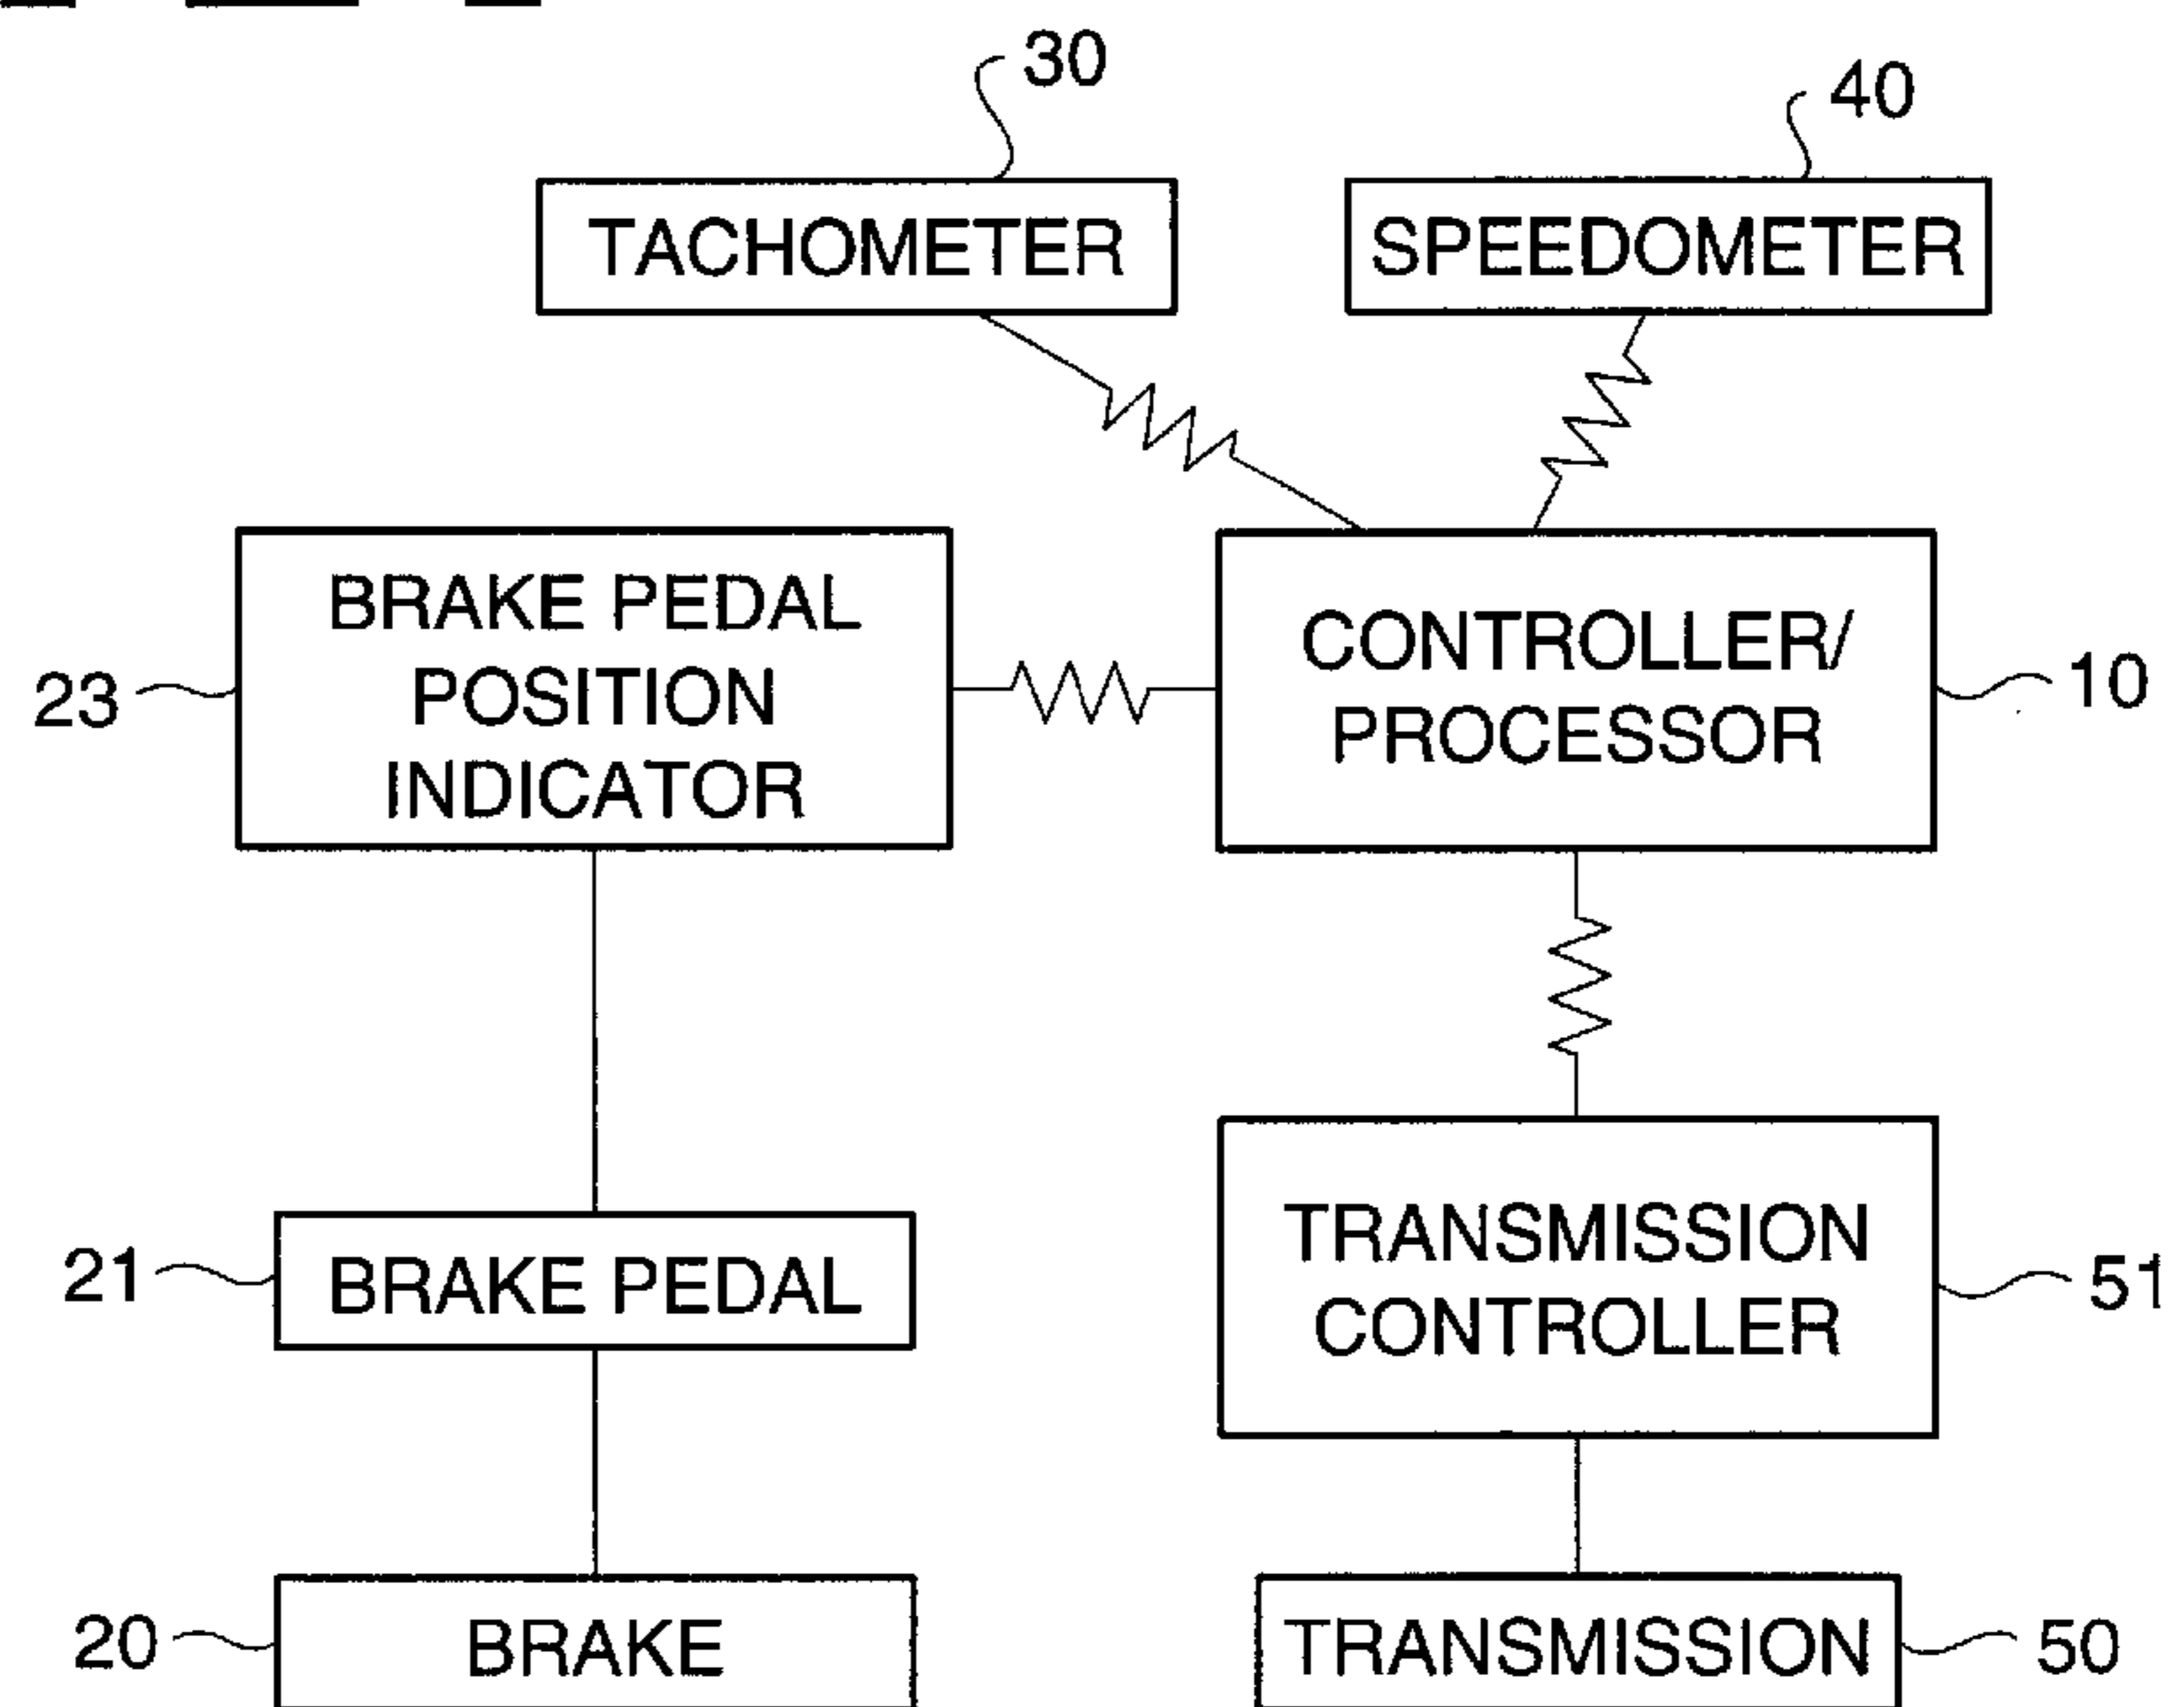 30
40
TACHOMETER
SPEEDOMETER
BRAKE PEDAL
POSITION
INDICATOR
23
CONTROLLER/
PROCESSOR
10
21
BRAKE PEDAL
TRANSMISSION
CONTROLLER
51
20
BRAKE
TRANSMISSION
50